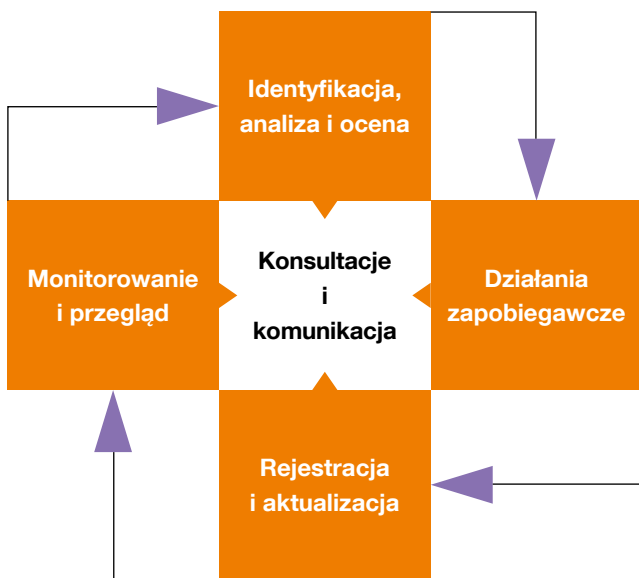 Identyfikacja,
analiza i ocena
Monitorowanie
i przegląd
Konsultacje
i
komunikacja
Działania
zapobiegawcze
Rejestracja
i aktualizacja